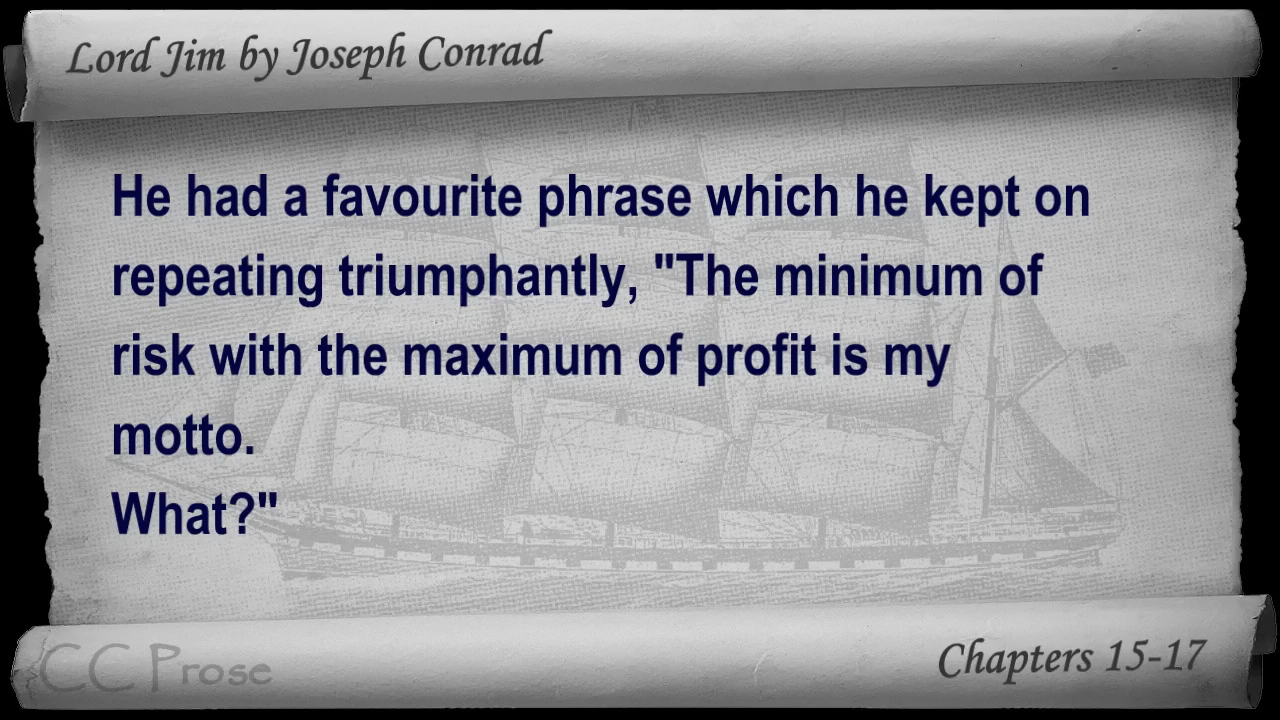 Lord Jim by Joseph Conrad
He had a favourite phrase which he kept on
repeating triumphantly, "The minimum of
risk with the maximum of profit is my
motto.
What?"
CC Prose
Chapters 15-17